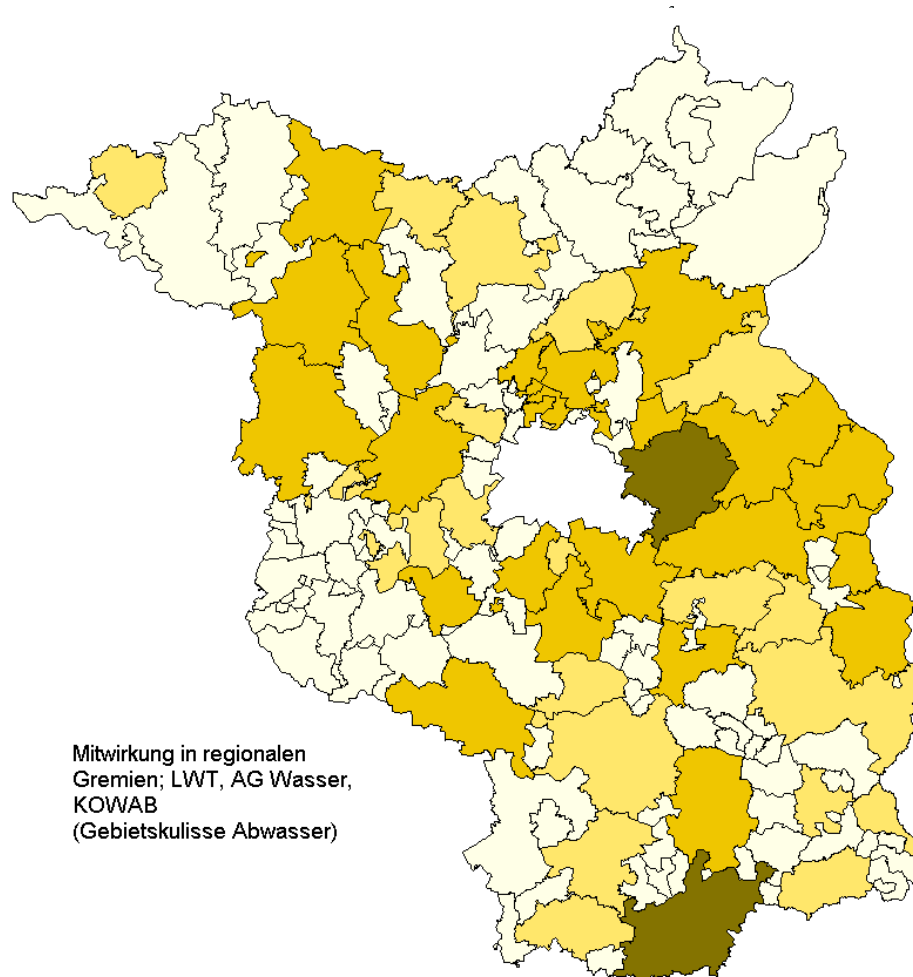 Mitwirkung in regionalen
Gremien; LWT, AG Wasser,
KOWAB
(Gebietskulisse Abwasser)